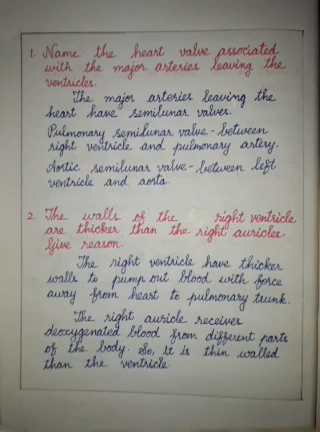 1. Name the heart valve associated
with the major arteries leaving the
ventricles.
The major arteries leaving the
heart have semilunar valves.
Pulmonary semilunar valve - between
right ventricle and pulmonary artery.
Aortic semilunar valve - between left
ventricle and aorta.
2. The walls of the right ventricle
are thicker than the right auricles.
Give reason.
The right ventricle have thicker
walls to pump out blood with force
away from heart to pulmonary trunk.
The right auricle receives
deoxygenated blood from different parts
of the body. So, it is thin walled
than the ventricle.